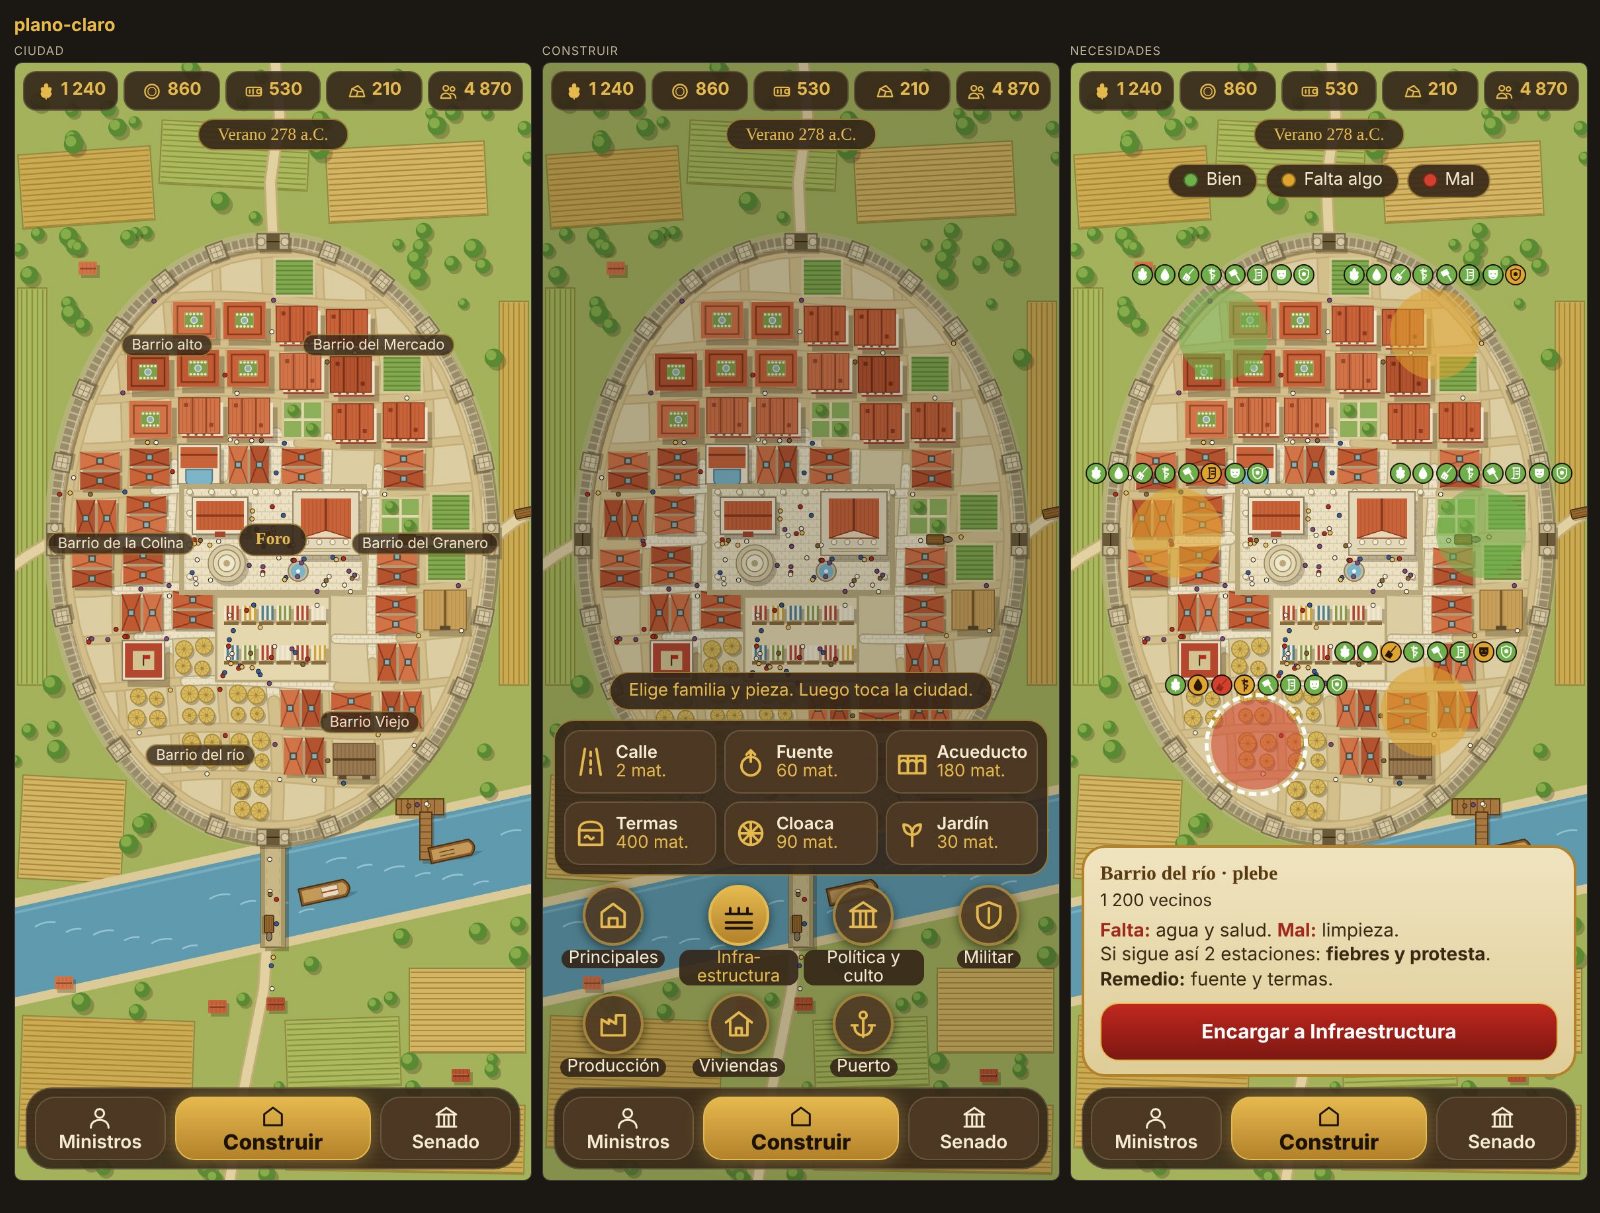 plano-claro
CIUDAD
1 240
860
530
210
4 870
Verano 278 a.C.
Barrio alto
Barrio del Mercado
Barrio de la Colina
Foro
Barrio del Granero
Barrio Viejo
Barrio del río
Ministros
Construir
Senado
CONSTRUIR
1 240
860
530
210
4 870
Verano 278 a.C.
Elige familia y pieza. Luego toca la ciudad.
Calle
2 mat.
Fuente
60 mat.
Acueducto
180 mat.
Termas
400 mat.
Cloaca
90 mat.
Jardín
30 mat.
Principales
Infra-
estructura
Política y
culto
Militar
Producción
Viviendas
Puerto
Ministros
Construir
Senado
NECESIDADES
1 240
860
530
210
4 870
Verano 278 a.C.
Bien
Falta algo
Mal
Barrio del río · plebe
1 200 vecinos
Falta: agua y salud. Mal: limpieza.
Si sigue así 2 estaciones: fiebres y protesta.
Remedio: fuente y termas.
Encargar a Infraestructura
Ministros
Construir
Senado